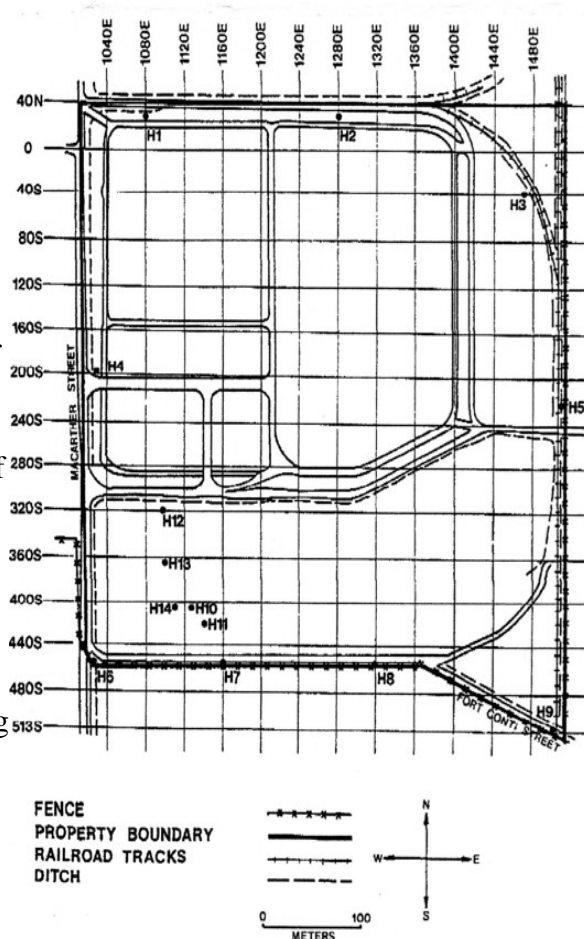 1040E 1080E 1120E 1160E 1200E 1240E 1280E 1320E 1360E 1400E 1440E 1480E
40N
H1 H2
0
40S
H3
80S
120S
160S
200S
H4
MACARTHER STREET
H5
240S
280S
320S
H12
360S
H13
400S
H14 H10
H11
440S
H6 H7 H8
480S
H9
513S
FORT CONTI STREET
FENCE
PROPERTY BOUNDARY
RAILROAD TRACKS
DITCH
N
W E
S
0 100
METERS